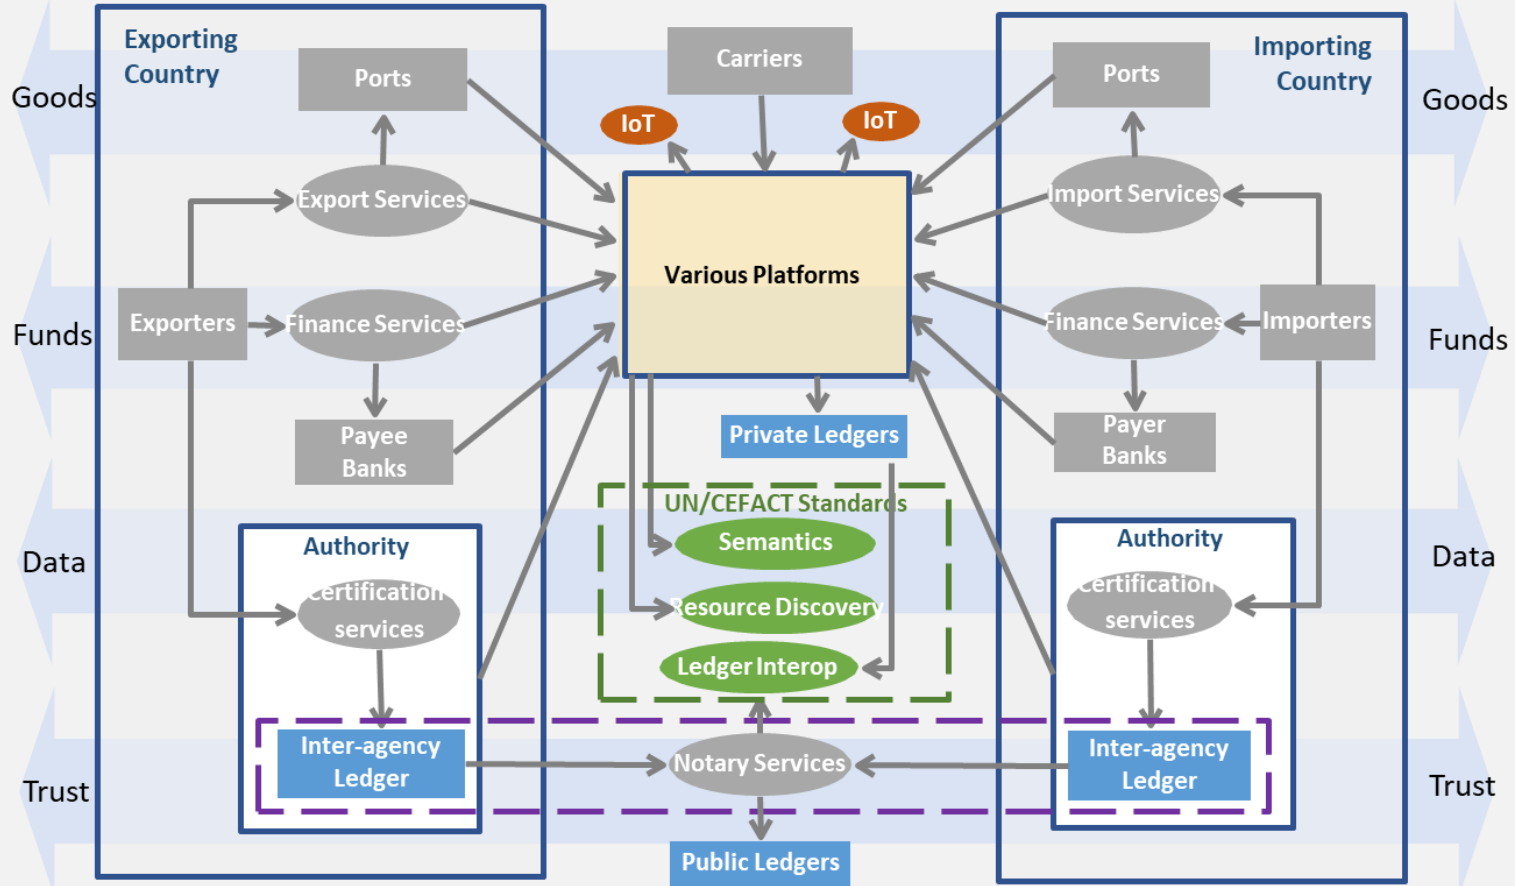 Exporting
Country
Importing
Country
Carriers
Ports
Ports
Goods
Goods
IoT
IoT
Export Services
Import Services
Various Platforms
Exporters
Finance Services
Finance Services
Importers
Funds
Funds
Payee
Banks
Private Ledgers
Payer
Banks
UN/CEFACT Standards
Semantics
Resource Discovery
Ledger Interop
Authority
Authority
Data
Data
Certification
services
Certification
services
Inter-agency
Ledger
Notary Services
Inter-agency
Ledger
Trust
Trust
Public Ledgers